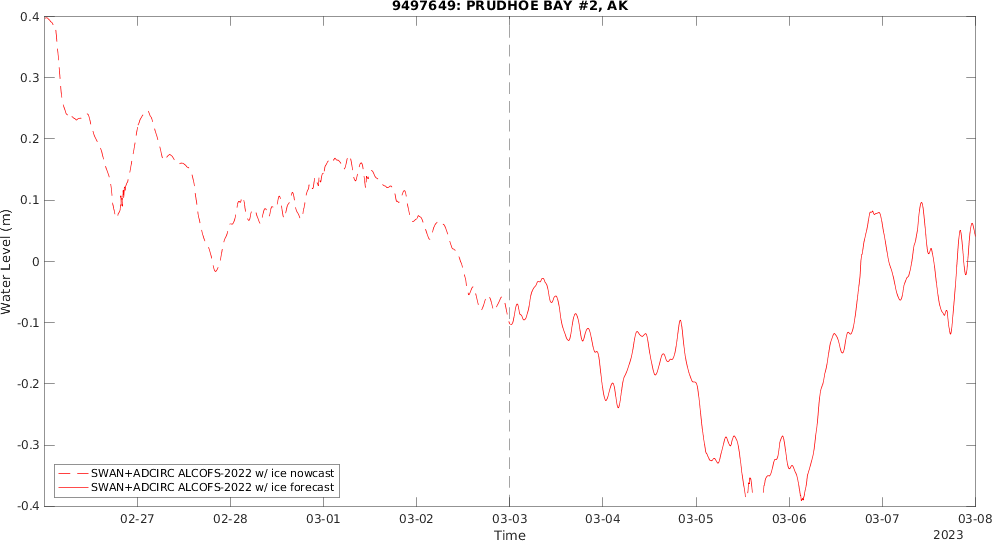 9497649: PRUDHOE BAY #2, AK
0.4
0.3
0.2
0.1
0
-0.1
-0.2
-0.3
-0.4
Water Level (m)
SWAN+ADCIRC ALCOFS-2022 w/ ice nowcast
SWAN+ADCIRC ALCOFS-2022 w/ ice forecast
02-27 02-28 03-01 03-02 03-03 03-04 03-05 03-06 03-07 03-08
Time
2023